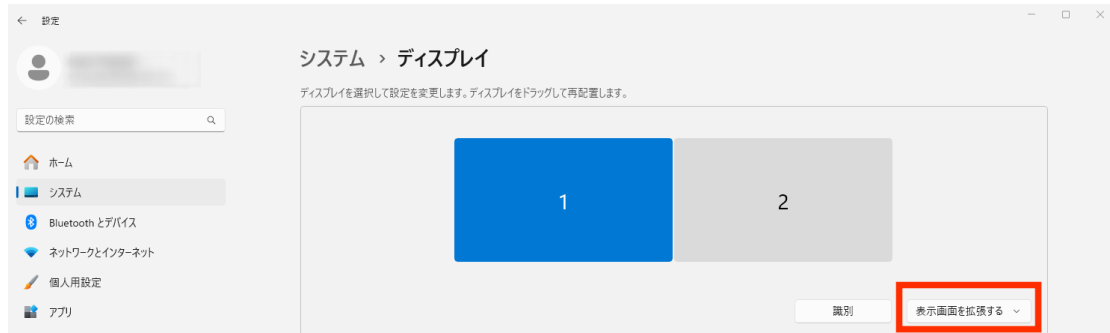 ← 設定
システム › ディスプレイ
ディスプレイを選択して設定を変更します。ディスプレイをドラッグして再配置します。
設定の検索
ホーム
システム
Bluetooth とデバイス
ネットワークとインターネット
個人用設定
アプリ
1
2
識別
表示画面を拡張する